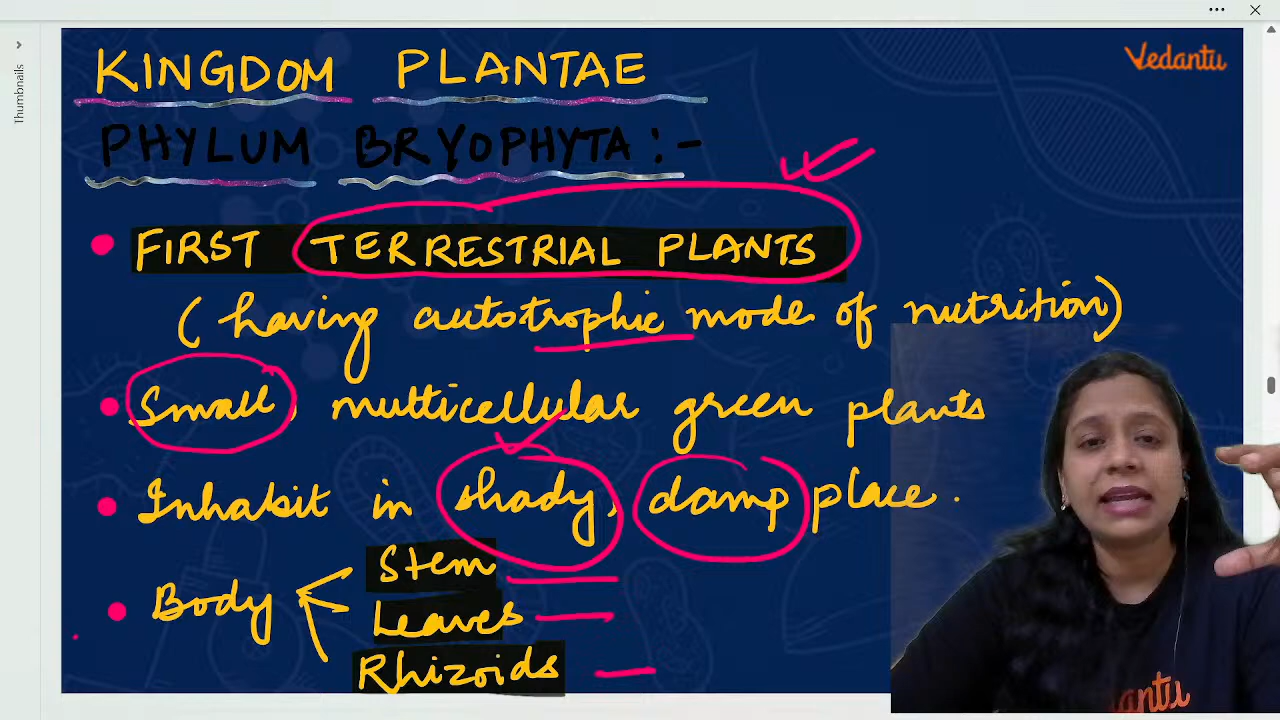 KINGDOM PLANTAE
Vedantu
PHYLUM BRYOPHYTA :-
• FIRST TERRESTRIAL PLANTS
(having autotrophic mode of nutrition)
• Small, multicellular green plants
• Inhabit in shady, damp place.
• Body
Stem
Leaves
Rhizoids
Thumbnails